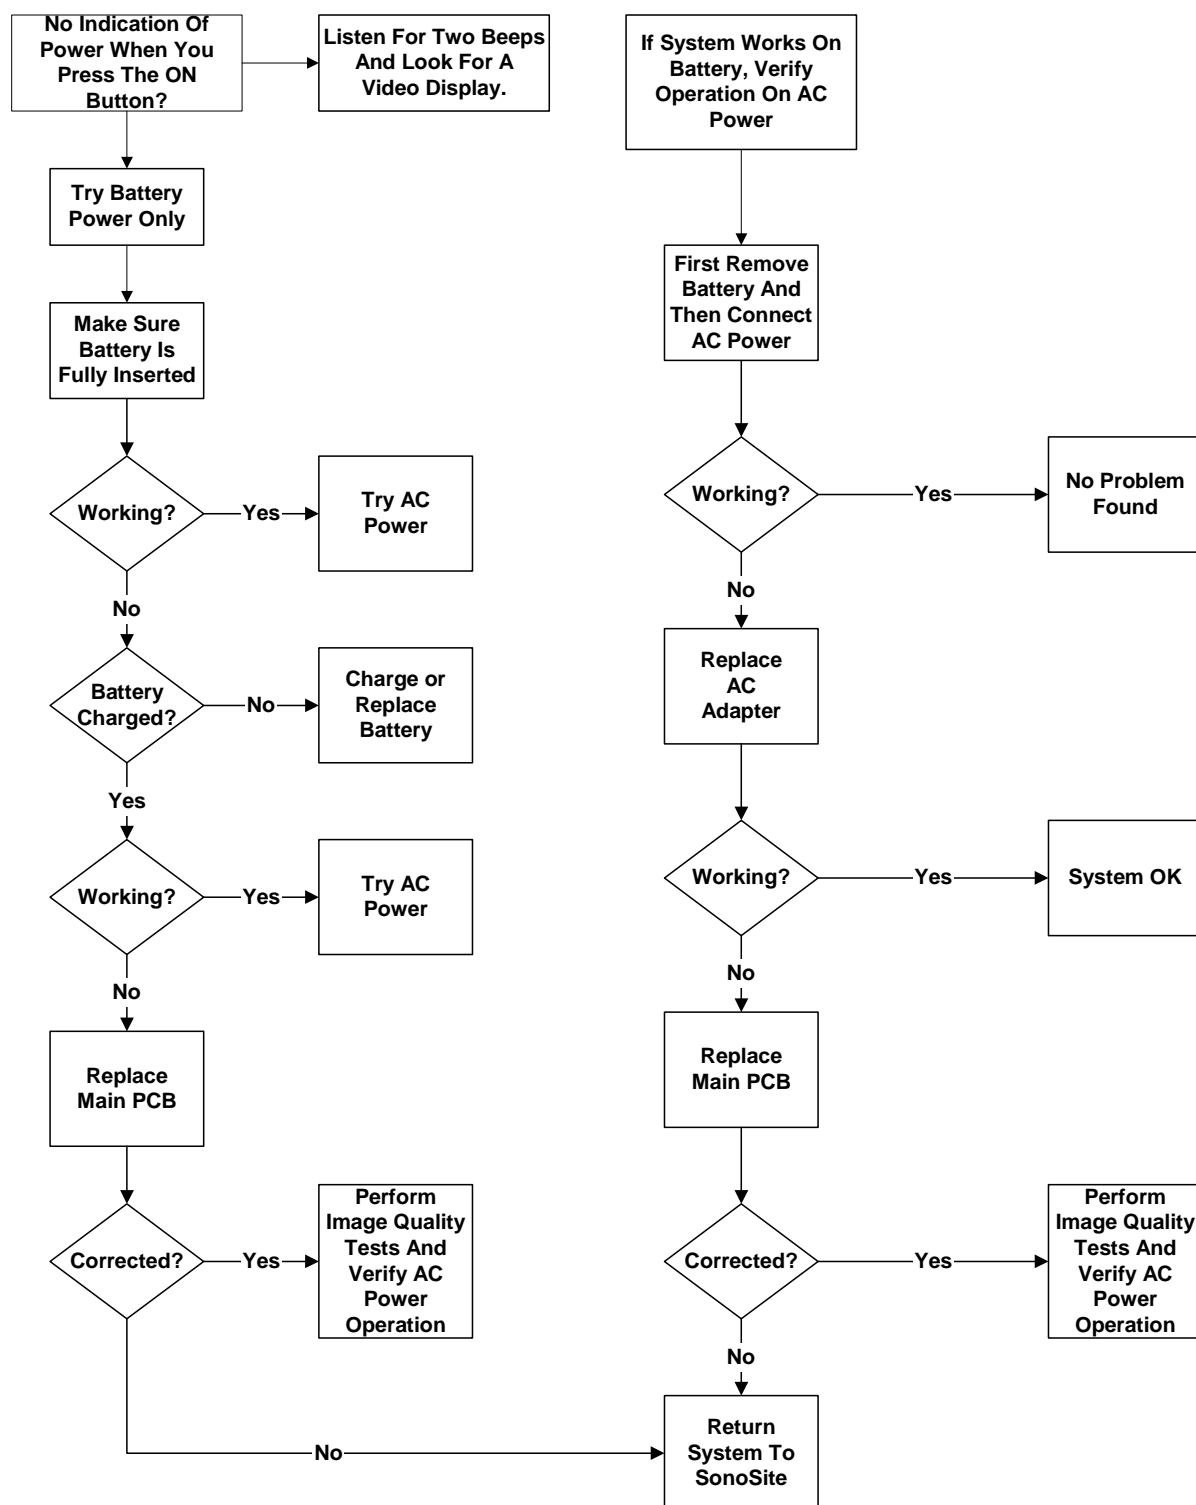 No Indication Of
Power When You
Press The ON
Button?
Listen For Two Beeps
And Look For A
Video Display.
Try Battery
Power Only
Make Sure
Battery Is
Fully Inserted
Working?
Yes
Try AC
Power
No
Battery
Charged?
No
Charge or
Replace
Battery
Yes
Working?
Yes
Try AC
Power
No
Replace
Main PCB
Corrected?
Yes
Perform
Image Quality
Tests And
Verify AC
Power
Operation
No
If System Works On
Battery, Verify
Operation On AC
Power
First Remove
Battery And
Then Connect
AC Power
Working?
Yes
No Problem
Found
No
Replace
AC
Adapter
Working?
Yes
System OK
No
Replace
Main PCB
Corrected?
Yes
Perform
Image Quality
Tests And
Verify AC
Power
Operation
No
Return
System To
SonoSite